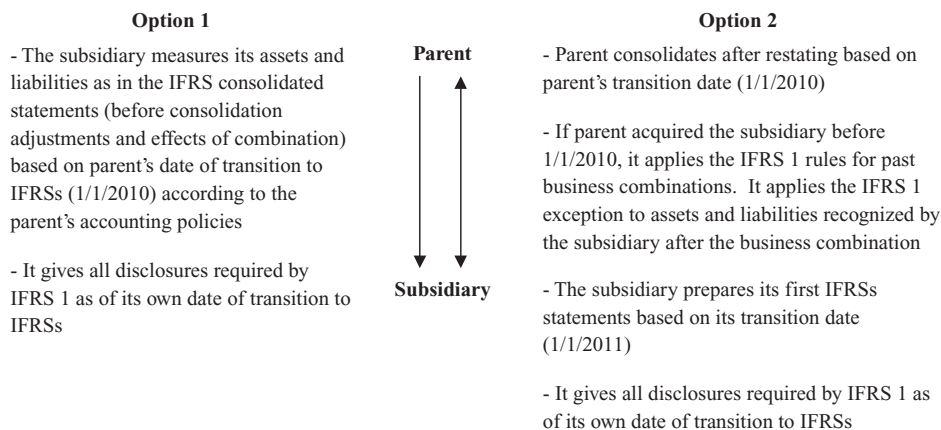 Option 1
- The subsidiary measures its assets and
liabilities as in the IFRS consolidated
statements (before consolidation
adjustments and effects of combination)
based on parent's date of transition to
IFRSs (1/1/2010) according to the
parent's accounting policies
- It gives all disclosures required by
IFRS 1 as of its own date of transition to
IFRSs
Parent
Subsidiary
Option 2
- Parent consolidates after restating based on
parent's transition date (1/1/2010)
- If parent acquired the subsidiary before
1/1/2010, it applies the IFRS 1 rules for past
business combinations.  It applies the IFRS 1
exception to assets and liabilities recognized by
the subsidiary after the business combination
- The subsidiary prepares its first IFRSs
statements based on its transition date
(1/1/2011)
- It gives all disclosures required by IFRS 1 as
of its own date of transition to IFRSs